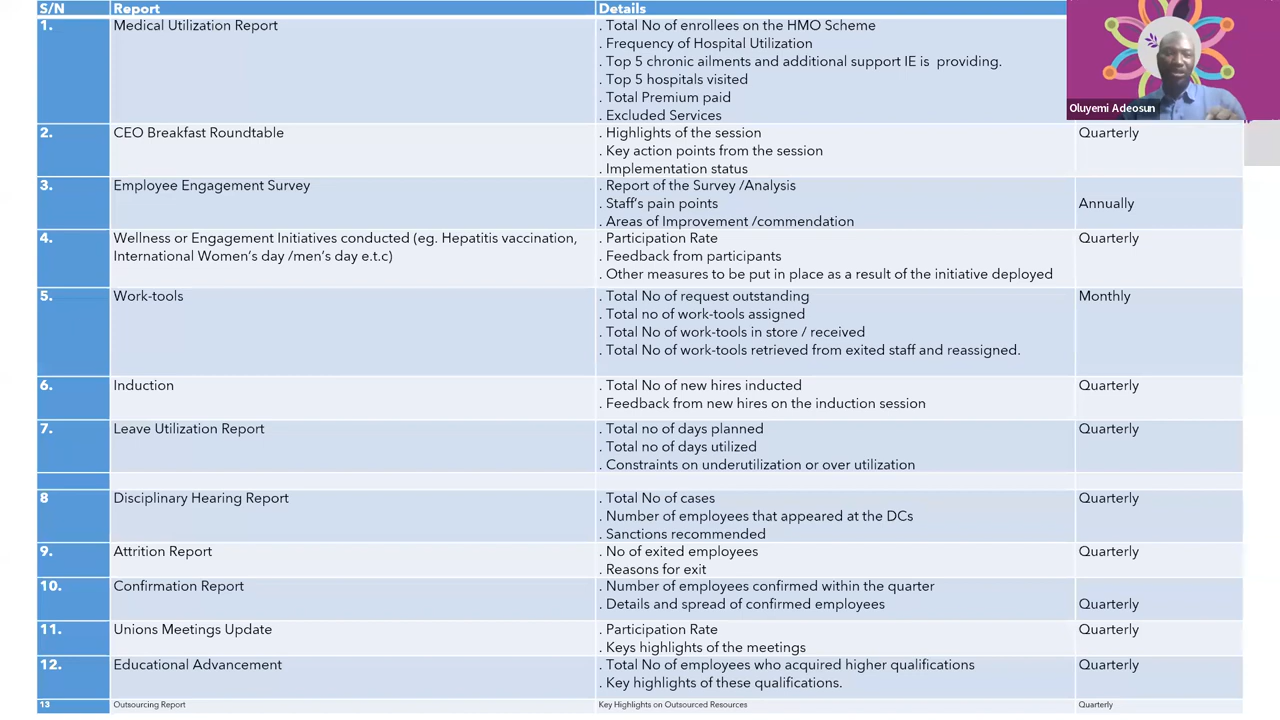 S/N Report Details
1. Medical Utilization Report . Total No of enrollees on the HMO Scheme
. Frequency of Hospital Utilization
. Top 5 chronic ailments and additional support IE is providing.
. Top 5 hospitals visited
. Total Premium paid
. Excluded Services
Oluyemi Adeosun
2. CEO Breakfast Roundtable . Highlights of the session Quarterly
. Key action points from the session
. Implementation status
3. Employee Engagement Survey . Report of the Survey /Analysis
. Staff's pain points Annually
. Areas of Improvement /commendation
4. Wellness or Engagement Initiatives conducted (eg. Hepatitis vaccination, . Participation Rate Quarterly
International Women's day /men's day e.t.c) . Feedback from participants
. Other measures to be put in place as a result of the initiative deployed
5. Work-tools . Total No of request outstanding Monthly
. Total no of work-tools assigned
. Total No of work-tools in store / received
. Total No of work-tools retrieved from exited staff and reassigned.
6. Induction . Total No of new hires inducted Quarterly
. Feedback from new hires on the induction session
7. Leave Utilization Report . Total no of days planned Quarterly
. Total no of days utilized
. Constraints on underutilization or over utilization
8 Disciplinary Hearing Report . Total No of cases Quarterly
. Number of employees that appeared at the DCs
. Sanctions recommended
9. Attrition Report . No of exited employees Quarterly
. Reasons for exit
10. Confirmation Report . Number of employees confirmed within the quarter
. Details and spread of confirmed employees Quarterly
11. Unions Meetings Update . Participation Rate Quarterly
. Keys highlights of the meetings
12. Educational Advancement . Total No of employees who acquired higher qualifications Quarterly
. Key highlights of these qualifications.
13 Outsourcing Report Key Highlights on Outsourced Resources Quarterly